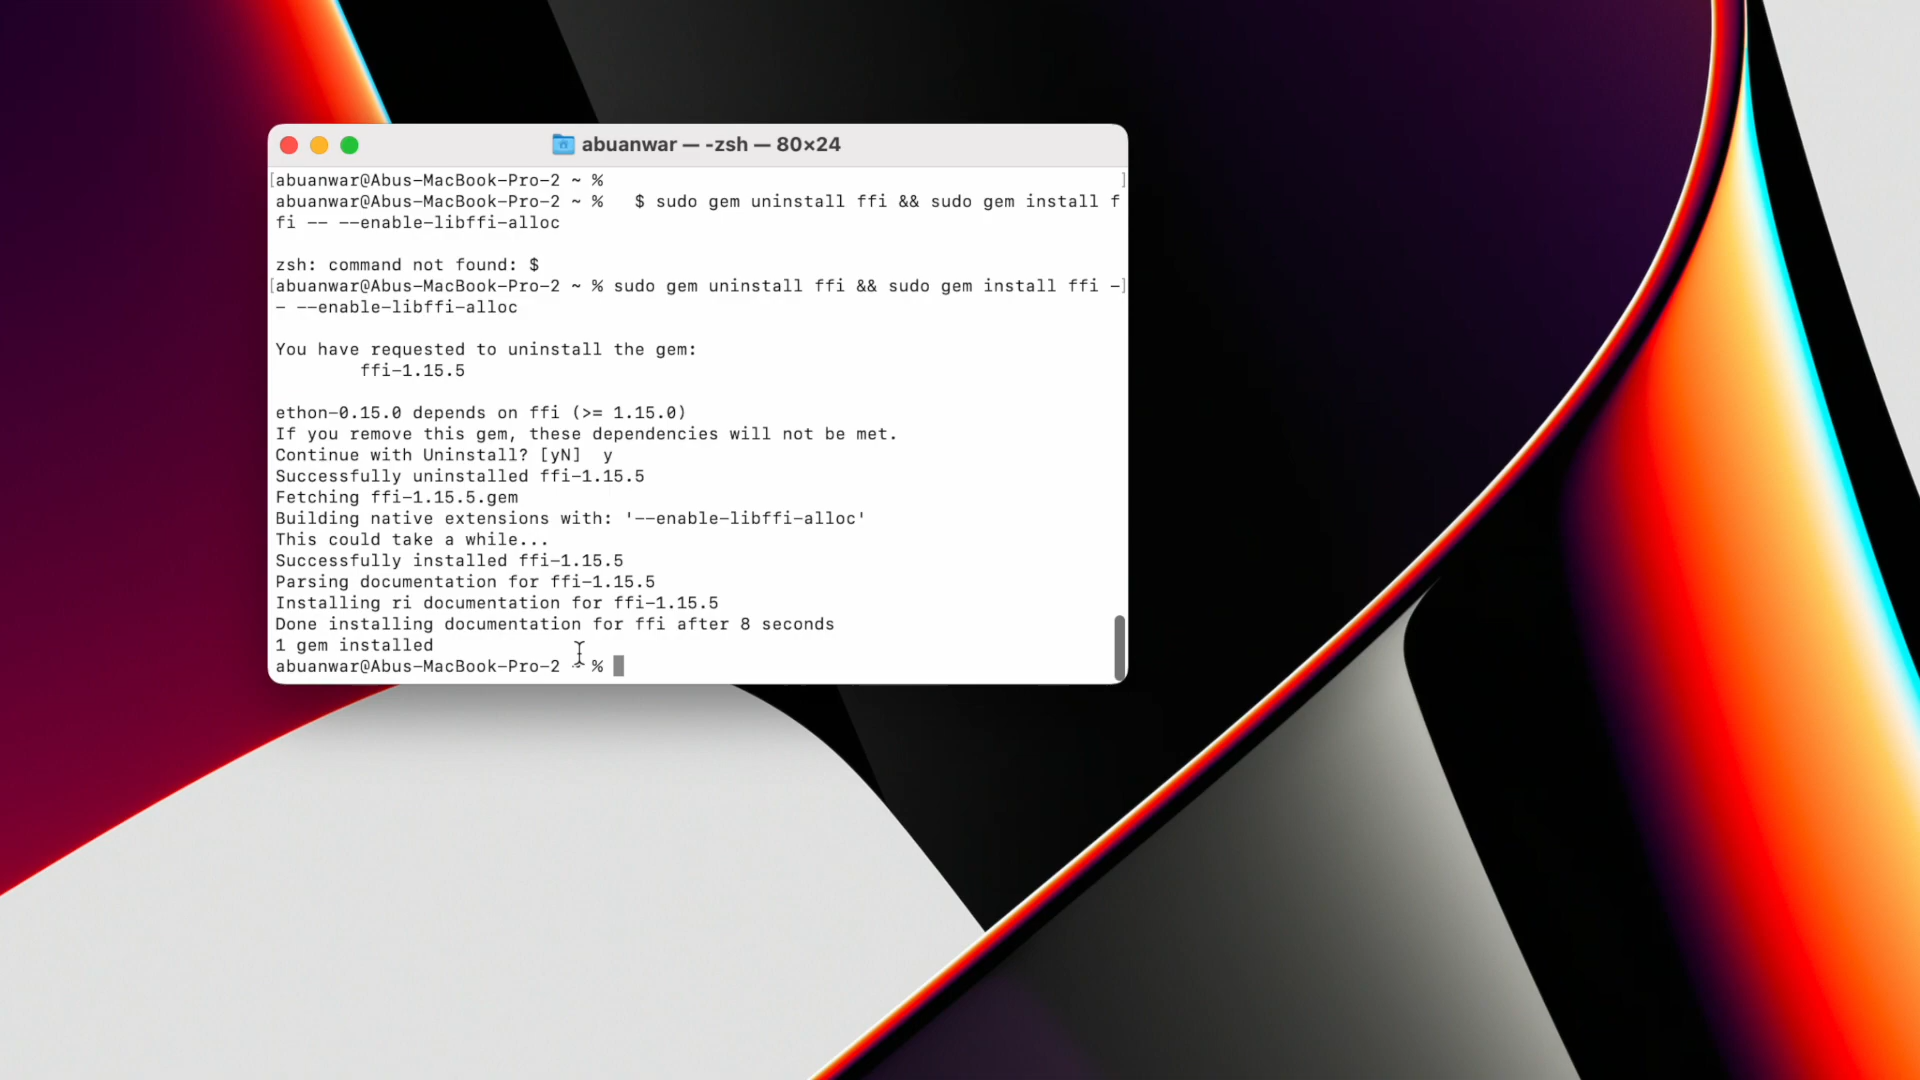 abuanwar — -zsh — 80×24
[abuanwar@Abus-MacBook-Pro-2 ~ % ]
abuanwar@Abus-MacBook-Pro-2 ~ %   $ sudo gem uninstall ffi && sudo gem install f
fi -- --enable-libffi-alloc
zsh: command not found: $
[abuanwar@Abus-MacBook-Pro-2 ~ % sudo gem uninstall ffi && sudo gem install ffi -]
- --enable-libffi-alloc
You have requested to uninstall the gem:
ffi-1.15.5
ethon-0.15.0 depends on ffi (>= 1.15.0)
If you remove this gem, these dependencies will not be met.
Continue with Uninstall? [yN]  y
Successfully uninstalled ffi-1.15.5
Fetching ffi-1.15.5.gem
Building native extensions with: '--enable-libffi-alloc'
This could take a while...
Successfully installed ffi-1.15.5
Parsing documentation for ffi-1.15.5
Installing ri documentation for ffi-1.15.5
Done installing documentation for ffi after 8 seconds
1 gem installed
abuanwar@Abus-MacBook-Pro-2 ~ %